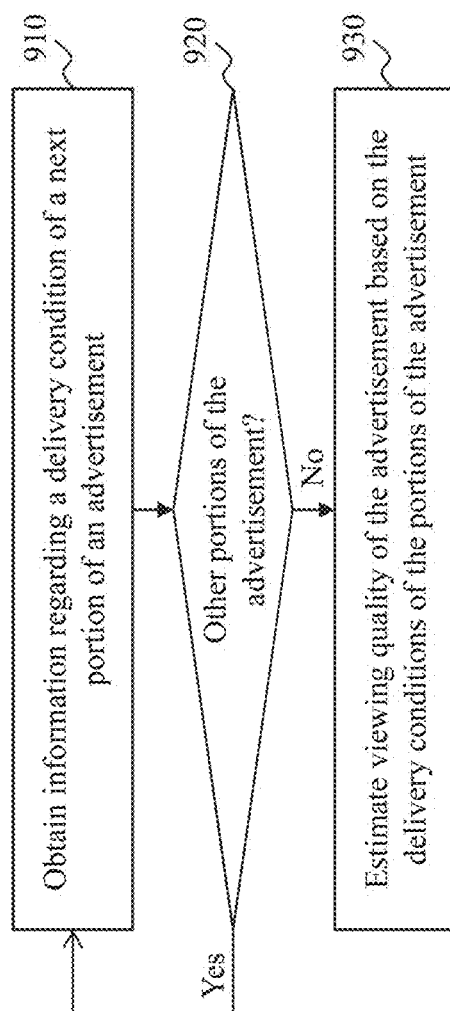 910
Obtain information regarding a delivery condition of a next
portion of an advertisement
920
Other portions of the
advertisement?
Yes
No
930
Estimate viewing quality of the advertisement based on the
delivery conditions of the portions of the advertisement